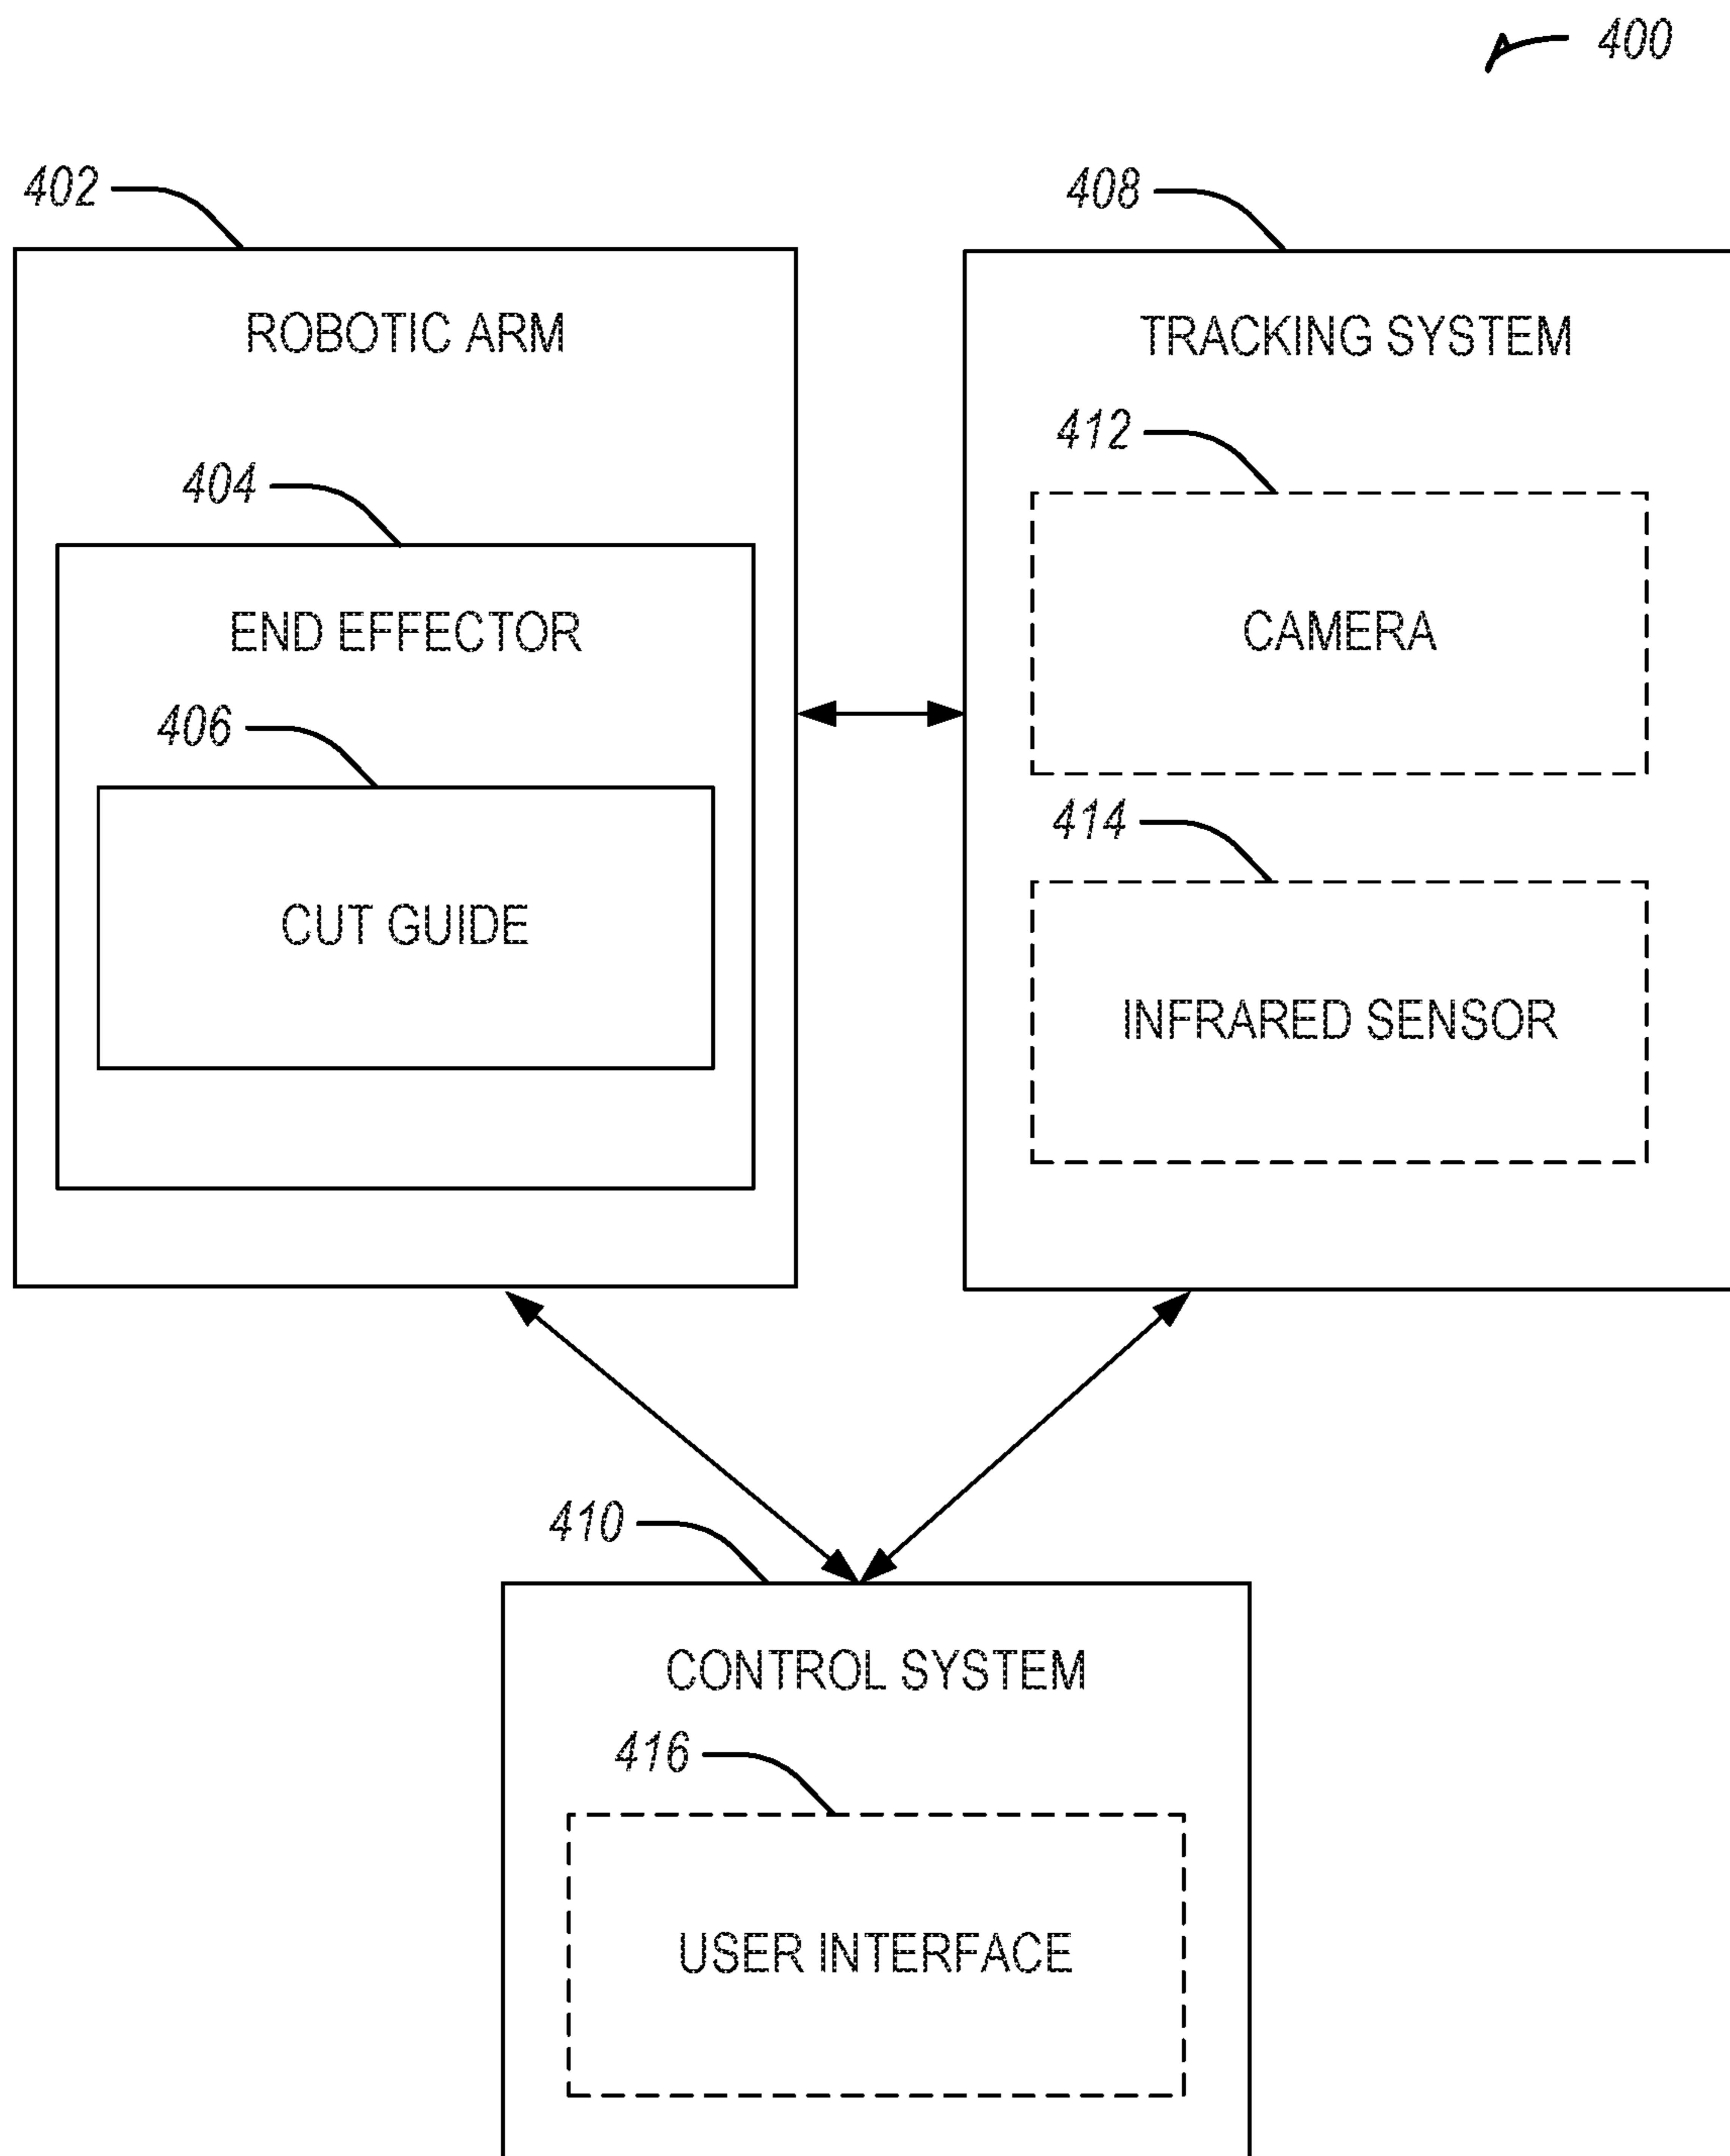 400
402
408
ROBOTIC ARM
TRACKING SYSTEM
412
404
CAMERA
END EFFECTOR
406
414
CUT GUIDE
INFRARED SENSOR
410
CONTROL SYSTEM
416
USER INTERFACE